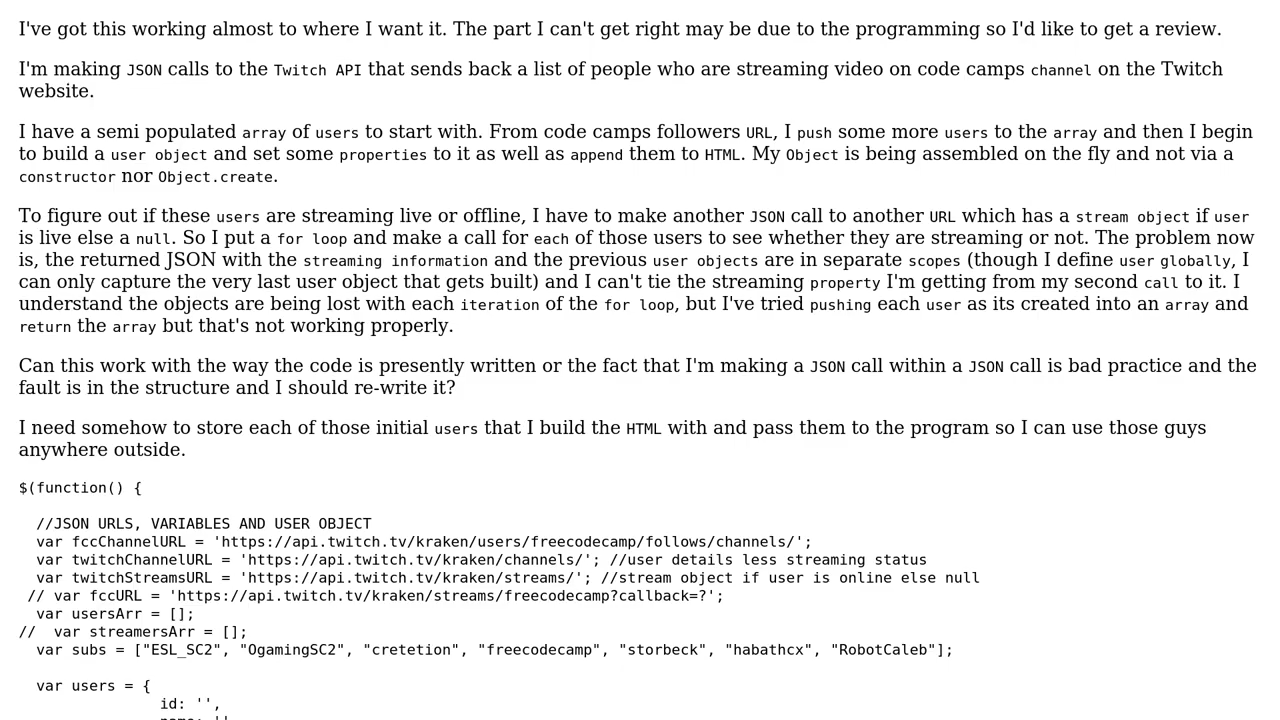 I've got this working almost to where I want it. The part I can't get right may be due to the programming so I'd like to get a review.
I'm making JSON calls to the Twitch API that sends back a list of people who are streaming video on code camps channel on the Twitch
website.
I have a semi populated array of users to start with. From code camps followers URL, I push some more users to the array and then I begin
to build a user object and set some properties to it as well as append them to HTML. My Object is being assembled on the fly and not via a
constructor nor Object.create.
To figure out if these users are streaming live or offline, I have to make another JSON call to another URL which has a stream object if user
is live else a null. So I put a for loop and make a call for each of those users to see whether they are streaming or not. The problem now
is, the returned JSON with the streaming information and the previous user objects are in separate scopes (though I define user globally, I
can only capture the very last user object that gets built) and I can't tie the streaming property I'm getting from my second call to it. I
understand the objects are being lost with each iteration of the for loop, but I've tried pushing each user as its created into an array and
return the array but that's not working properly.
Can this work with the way the code is presently written or the fact that I'm making a JSON call within a JSON call is bad practice and the
fault is in the structure and I should re-write it?
I need somehow to store each of those initial users that I build the HTML with and pass them to the program so I can use those guys
anywhere outside.
$(function() {
  //JSON URLS, VARIABLES AND USER OBJECT
  var fccChannelURL = 'https://api.twitch.tv/kraken/users/freecodecamp/follows/channels/';
  var twitchChannelURL = 'https://api.twitch.tv/kraken/channels/'; //user details less streaming status
  var twitchStreamsURL = 'https://api.twitch.tv/kraken/streams/'; //stream object if user is online else null
 // var fccURL = 'https://api.twitch.tv/kraken/streams/freecodecamp?callback=?';
  var usersArr = [];
//  var streamersArr = [];
  var subs = ["ESL_SC2", "OgamingSC2", "cretetion", "freecodecamp", "storbeck", "habathcx", "RobotCaleb"];
  var users = {
                id: '',